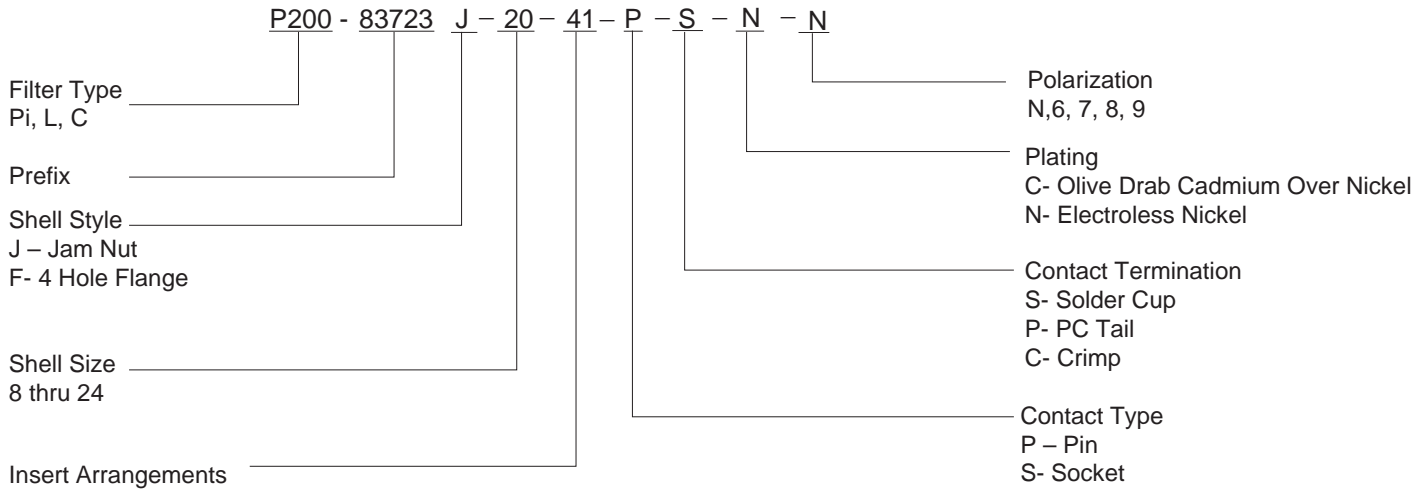 P200 - 83723 J – 20 – 41 – P – S – N – N
Filter Type
Pi, L, C
Prefix
Shell Style
J – Jam Nut
F- 4 Hole Flange
Shell Size
8 thru 24
Insert Arrangements
Polarization
N,6, 7, 8, 9
Plating
C- Olive Drab Cadmium Over Nickel
N- Electroless Nickel
Contact Termination
S- Solder Cup
P- PC Tail
C- Crimp
Contact Type
P – Pin
S- Socket